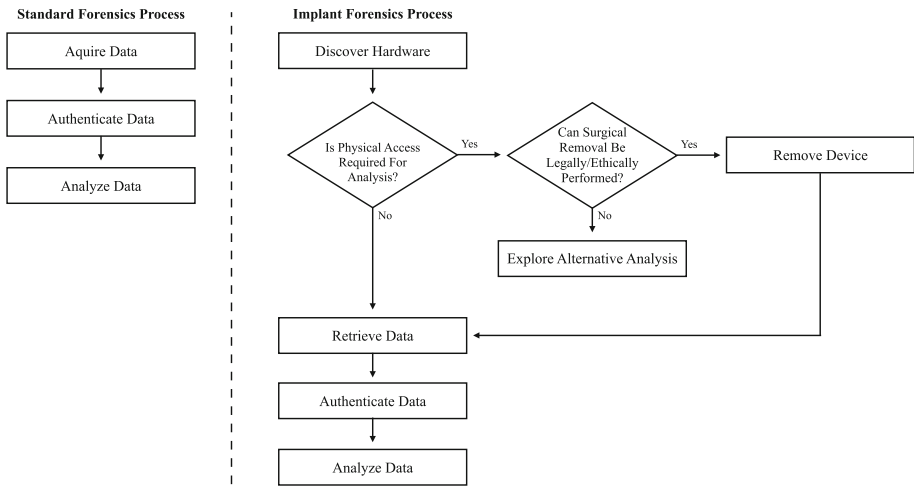 Standard Forensics Process
Aquire Data
Authenticate Data
Analyze Data
Implant Forensics Process
Discover Hardware
Is Physical Access
Required For
Analysis?
Yes
No
Can Surgical
Removal Be
Legally/Ethically
Performed?
Yes
No
Remove Device
Explore Alternative Analysis
Retrieve Data
Authenticate Data
Analyze Data